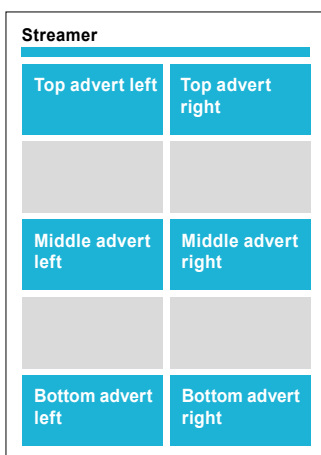 Streamer
Top advert left
Top advert
right
Middle advert
left
Middle advert
right
Bottom advert
left
Bottom advert
right